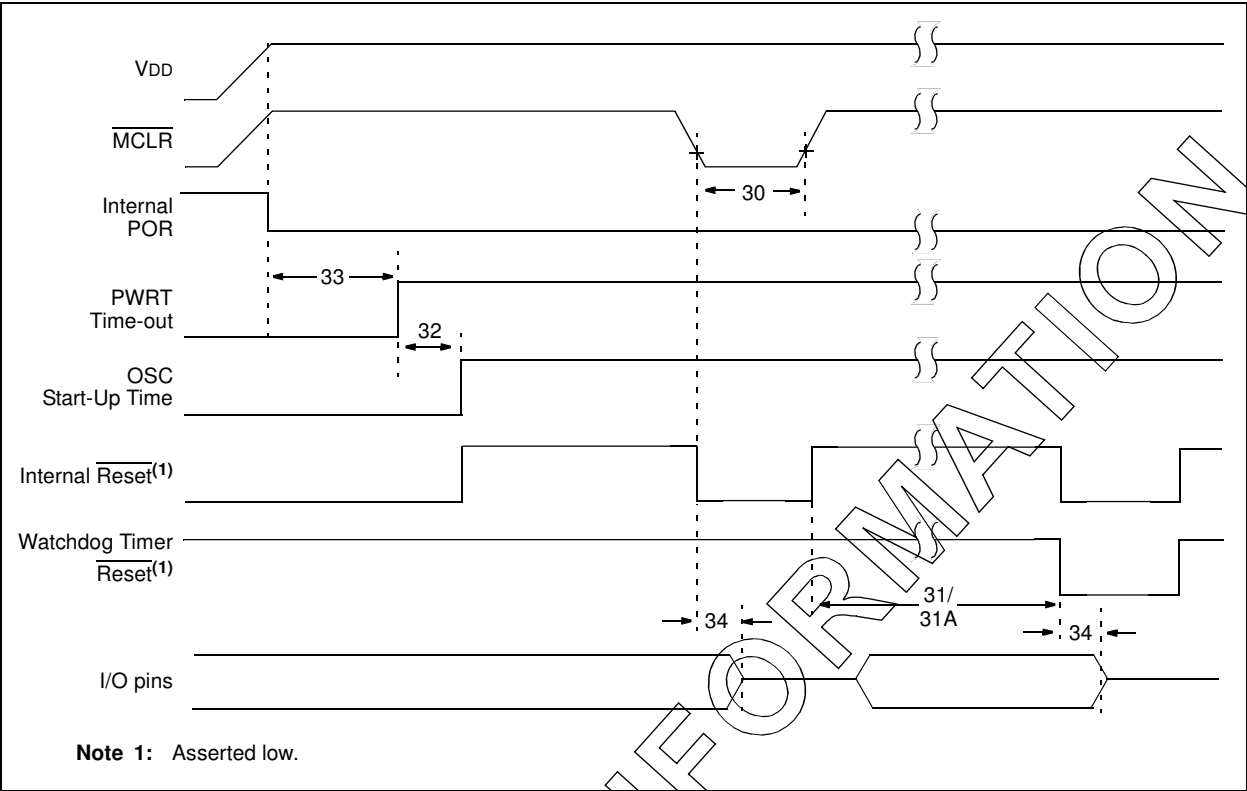 VDD
MCLR
30
Internal
POR
33
PWRT
Time-out
32
OSC
Start-Up Time
Internal Reset(1)
Watchdog Timer
Reset(1)
31/
31A
34
34
I/O pins
Note 1: Asserted low.
NFORMATION